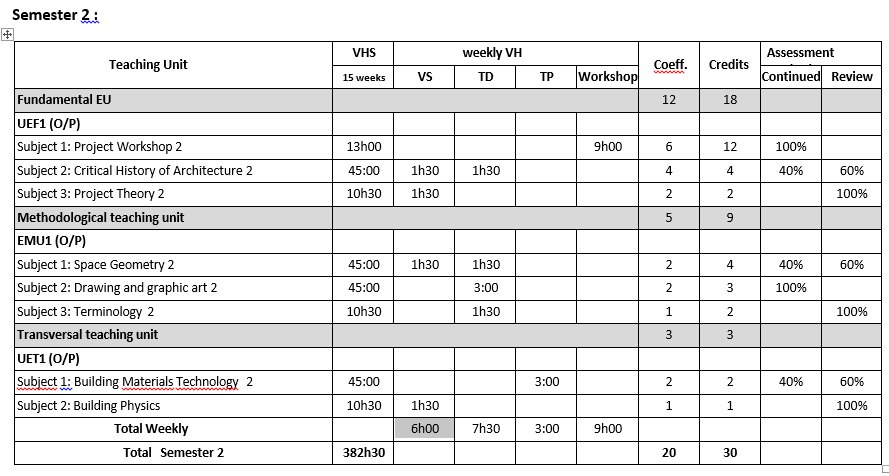 Semester 2 :
Teaching Unit VHS weekly VH Coeff. Credits Assessment
15 weeks VS TD TP Workshop Continued Review
Fundamental EU 12 18
UEF1 (O/P)
Subject 1: Project Workshop 2 13h00 9h00 6 12 100%
Subject 2: Critical History of Architecture 2 45:00 1h30 1h30 4 4 40% 60%
Subject 3: Project Theory 2 10h30 1h30 2 2 100%
Methodological teaching unit 5 9
EMU1 (O/P)
Subject 1: Space Geometry 2 45:00 1h30 1h30 2 4 40% 60%
Subject 2: Drawing and graphic art 2 45:00 3:00 2 3 100%
Subject 3: Terminology 2 10h30 1h30 1 2 100%
Transversal teaching unit 3 3
UET1 (O/P)
Subject 1: Building Materials Technology 2 45:00 3:00 2 2 40% 60%
Subject 2: Building Physics 10h30 1h30 1 1 100%
Total Weekly 6h00 7h30 3:00 9h00
Total Semester 2 382h30 20 30